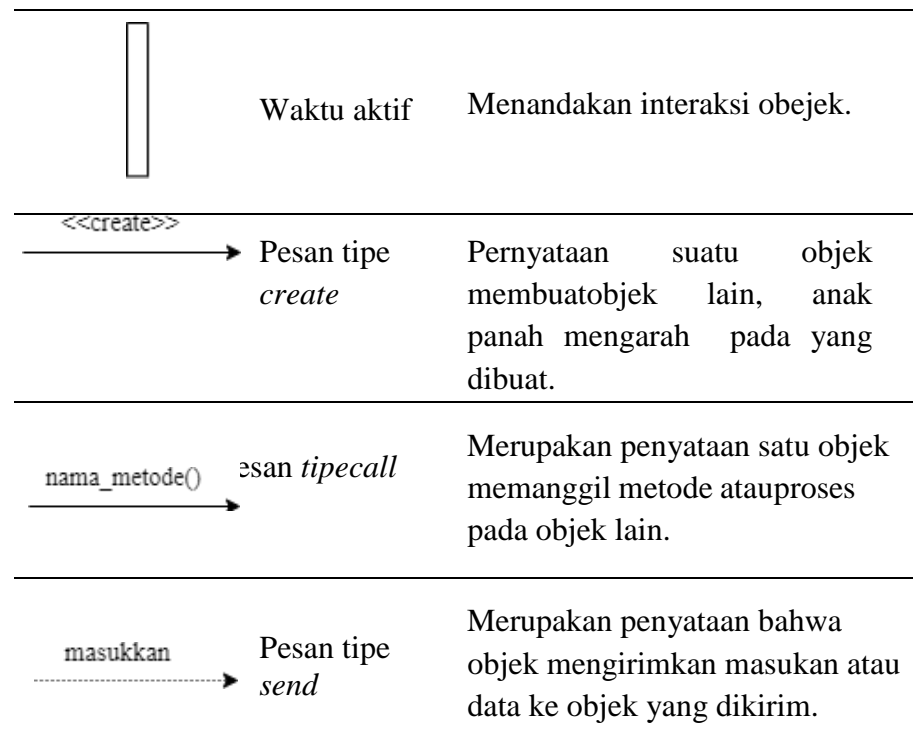 Waktu aktif
Menandakan interaksi obejek.
<<create>>
Pesan tipe
create
Pernyataan suatu objek
membuatobjek lain, anak
panah mengarah pada yang
dibuat.
nama_metode()
esan tipecall
Merupakan penyataan satu objek
memanggil metode atauproses
pada objek lain.
masukkan
Pesan tipe
send
Merupakan penyataan bahwa
objek mengirimkan masukan atau
data ke objek yang dikirim.